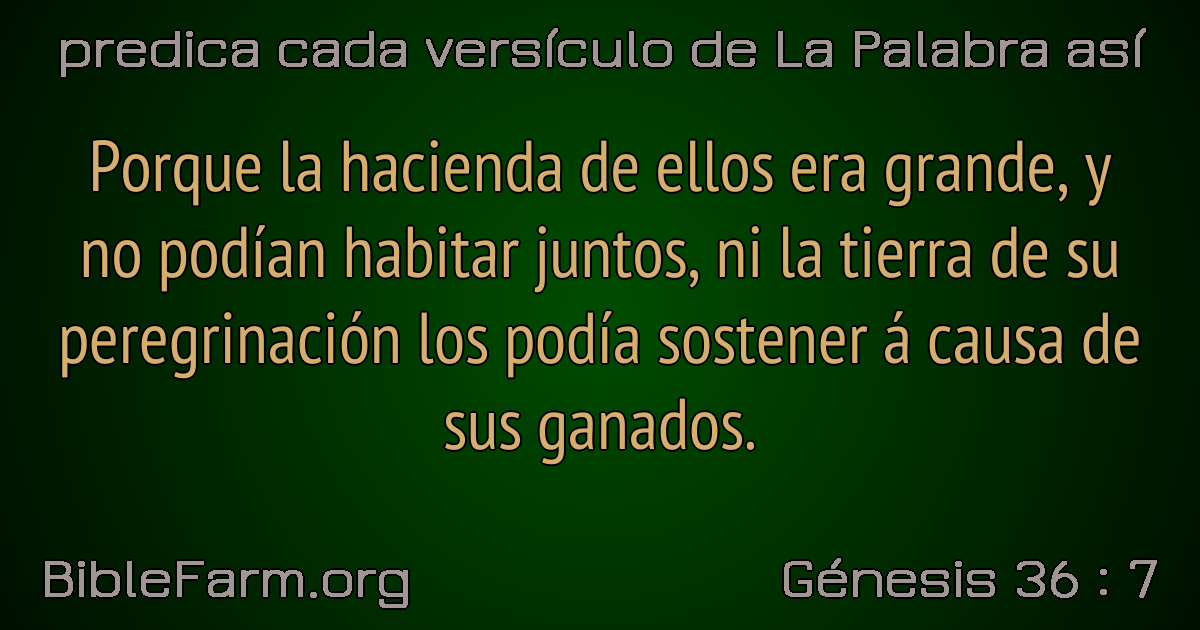 predica cada versículo de La Palabra así
Porque la hacienda de ellos era grande, y
no podían habitar juntos, ni la tierra de su
peregrinación los podía sostener á causa de
sus ganados.
BibleFarm.org
Génesis 36 : 7